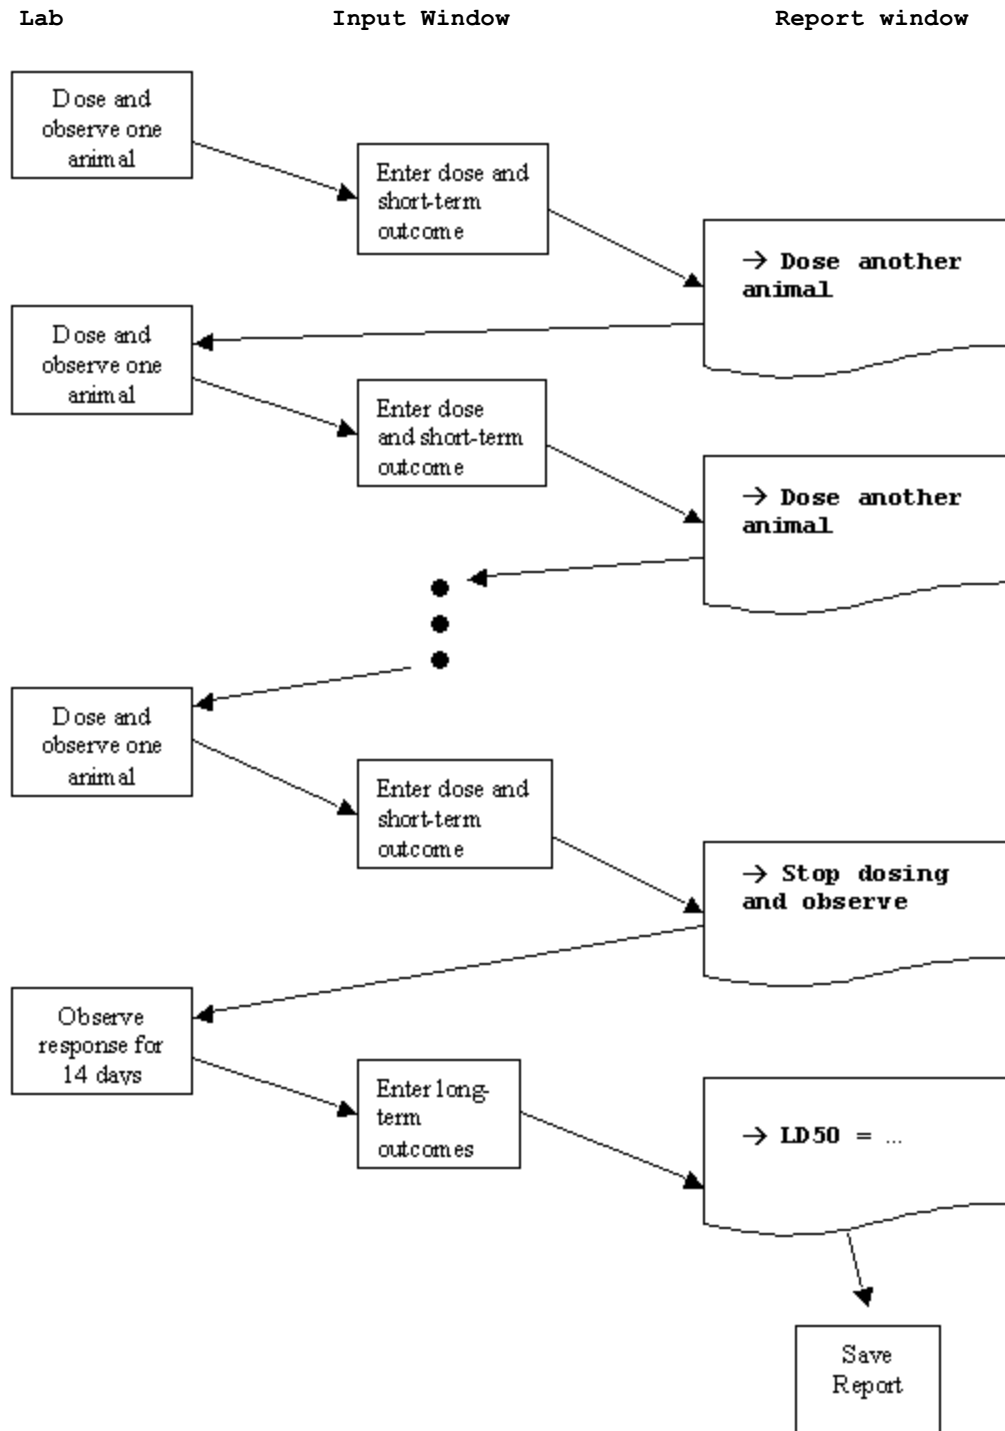 Lab
Input Window
Report window
Dose and
observe one
animal
Enter dose and
short-term
outcome
→ Dose another
animal
Dose and
observe one
animal
Enter dose
and short-term
outcome
→ Dose another
animal
Dose and
observe one
animal
Enter dose and
short-term
outcome
→ Stop dosing
and observe
Observe
response for
14 days
Enter long-
term
outcomes
→ LD50 = ...
Save
Report